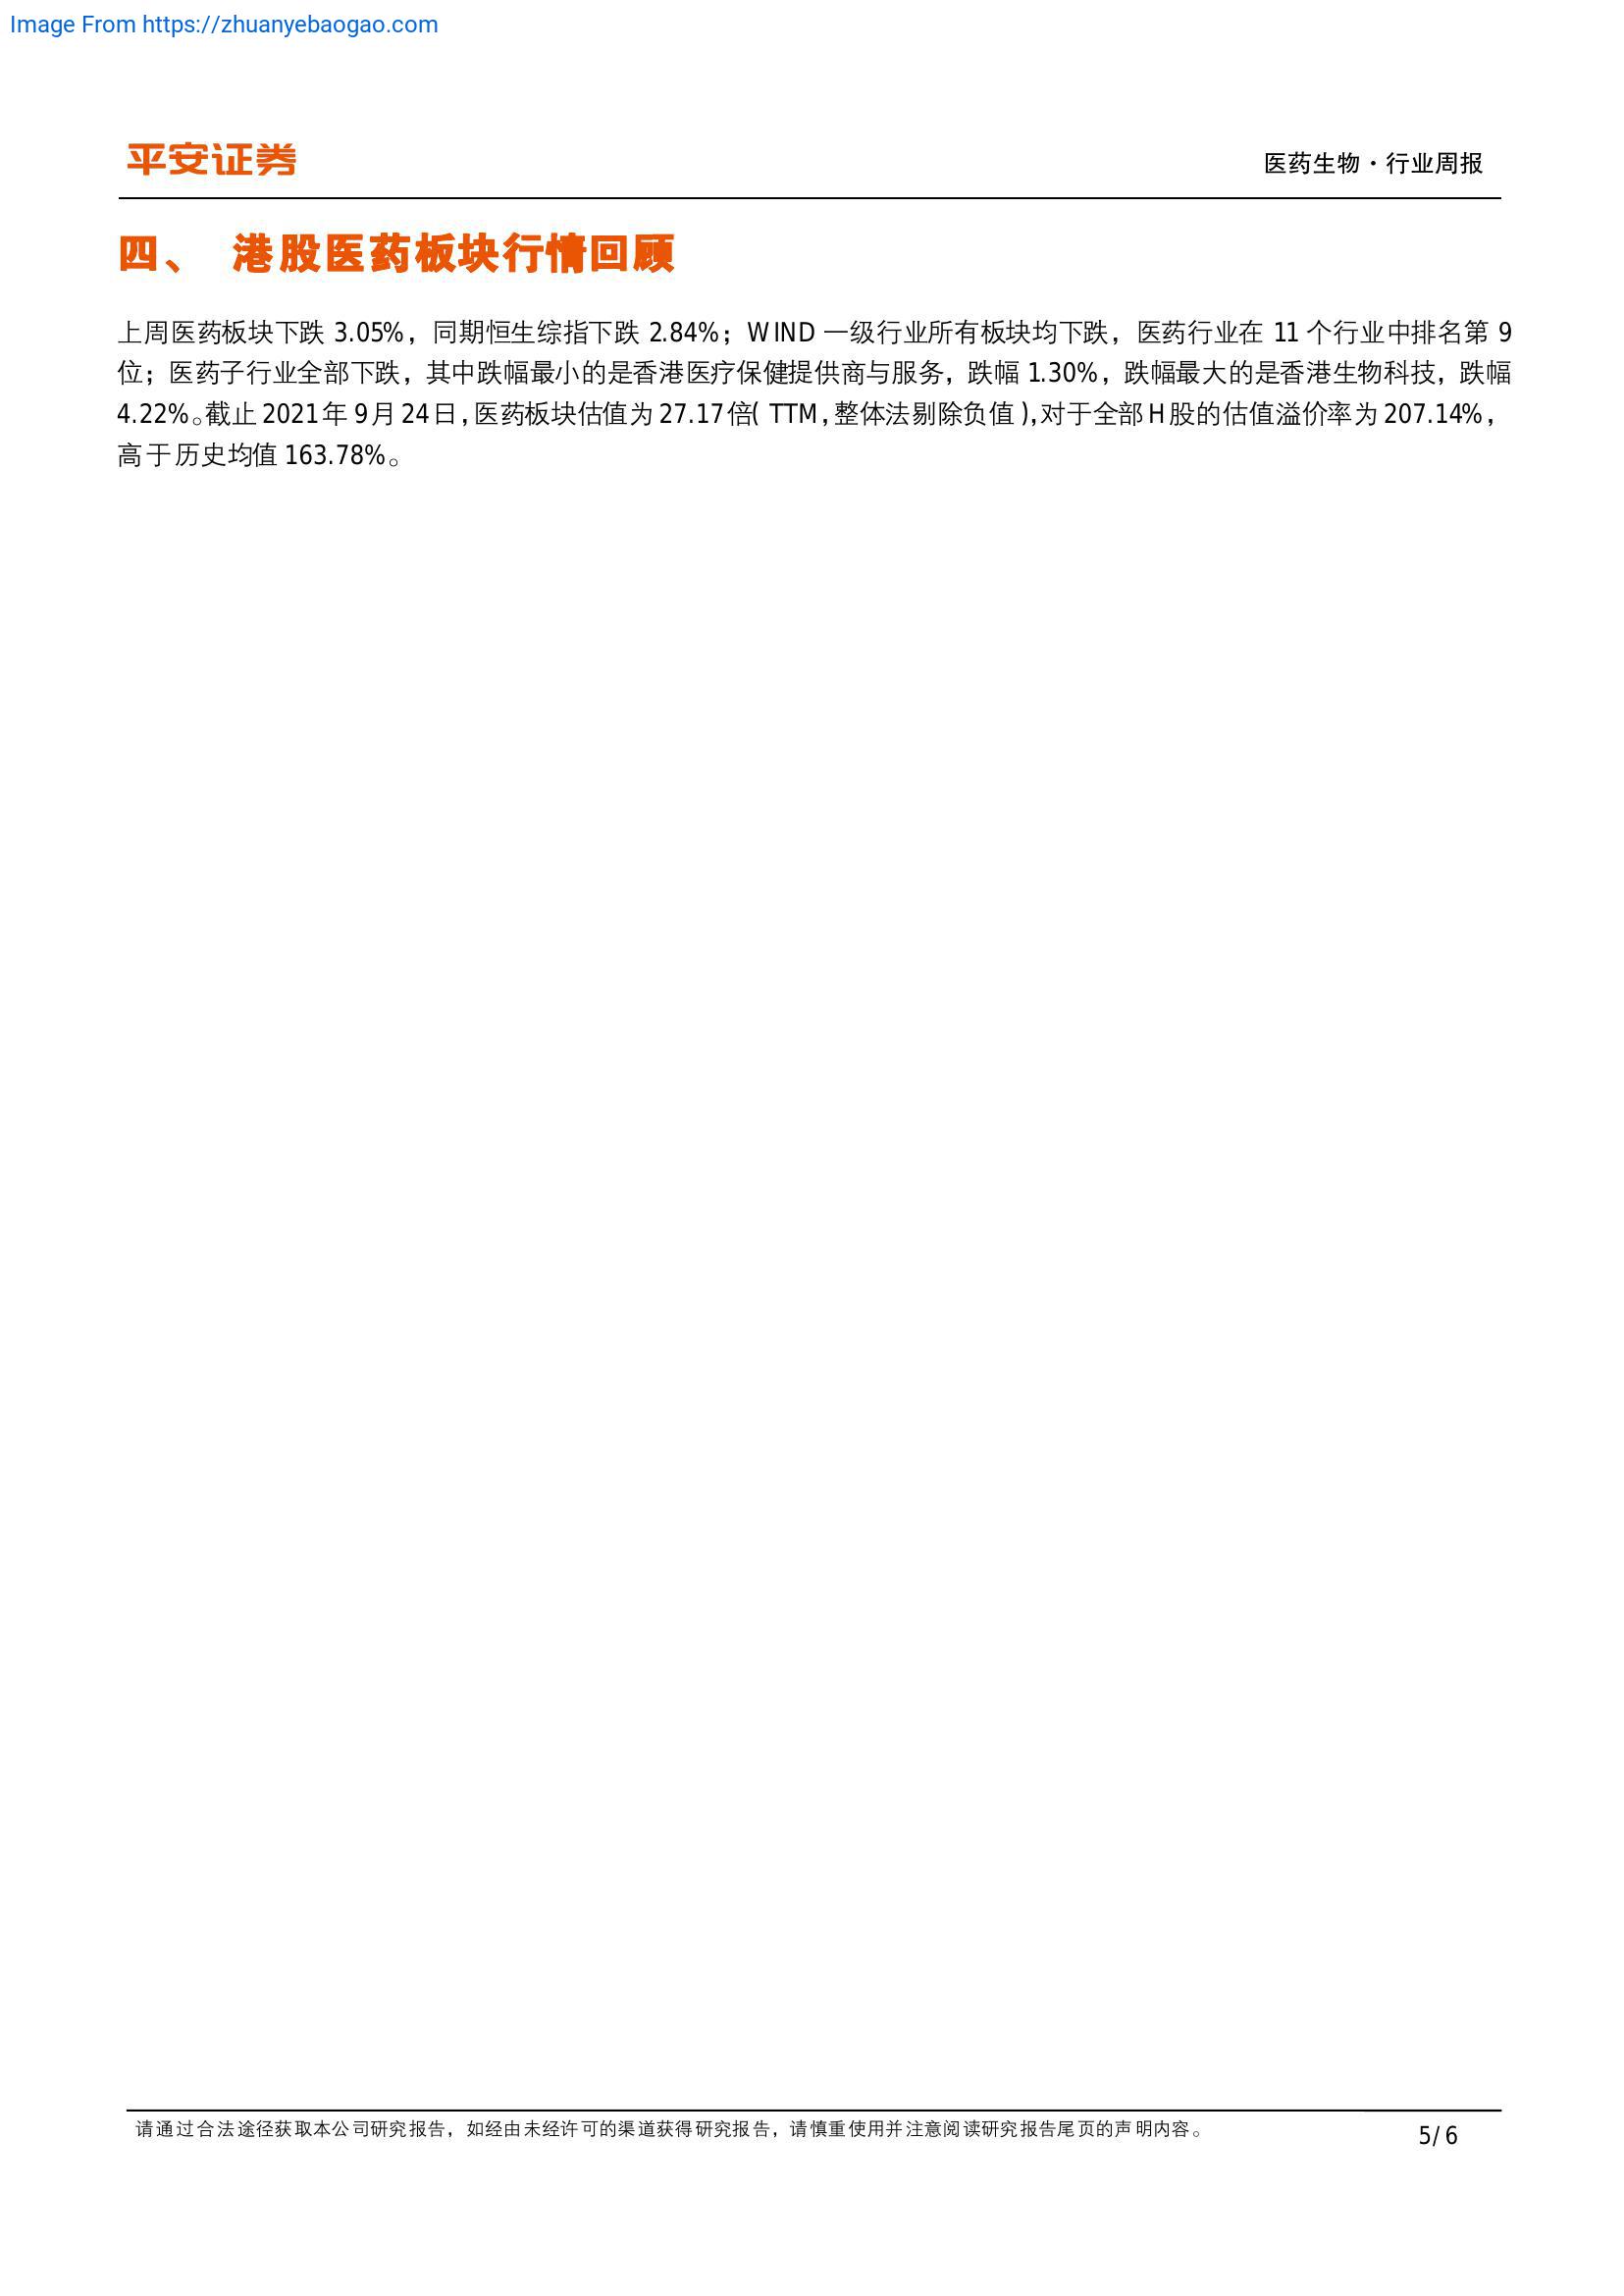 Image From https://zhuanyebaogao.com
平安证券
医药生物·行业周报
四、 港股医药板块行情回顾
上周医药板块下跌 3.05%，同期恒生综指下跌 2.84%；WIND 一级行业所有板块均下跌，医药行业在 11 个行业中排名第 9
位；医药子行业全部下跌，其中跌幅最小的是香港医疗保健提供商与服务，跌幅 1.30%，跌幅最大的是香港生物科技，跌幅
4.22%。截止 2021 年 9 月 24 日，医药板块估值为 27.17 倍（TTM，整体法剔除负值），对于全部 H 股的估值溢价率为 207.14%，
高于历史均值 163.78%。
请通过合法途径获取本公司研究报告，如经由未经许可的渠道获得研究报告，请慎重使用并注意阅读研究报告尾页的声明内容。
5/ 6